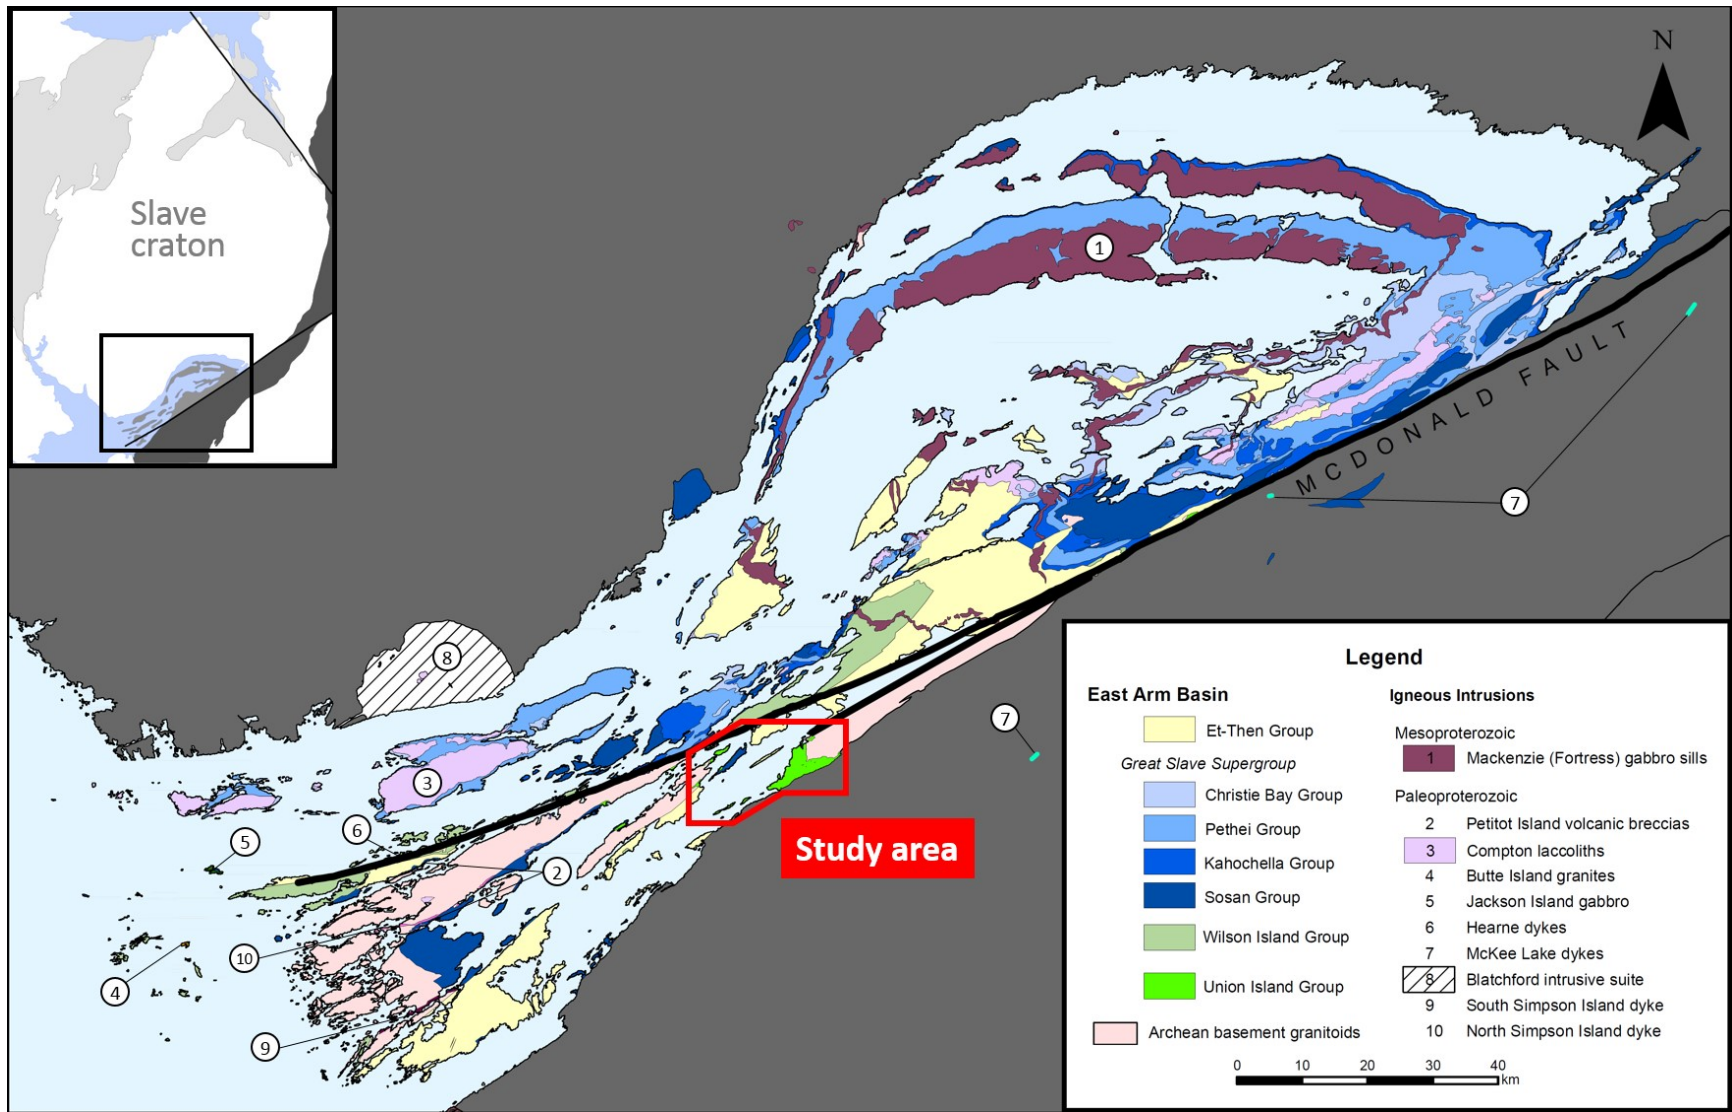 Slave
craton
N
1
MCDONALD FAULT
7
8
7
3
Study area
6
5
2
10
4
9
Legend
East Arm Basin
Et-Then Group
Great Slave Supergroup
Christie Bay Group
Pethei Group
Kahochella Group
Sosan Group
Wilson Island Group
Union Island Group
Archean basement granitoids
Igneous Intrusions
Mesoproterozoic
1 Mackenzie (Fortress) gabbro sills
Paleoproterozoic
2 Petitot Island volcanic breccias
3 Compton laccoliths
4 Butte Island granites
5 Jackson Island gabbro
6 Hearne dykes
7 McKee Lake dykes
8 Blatchford intrusive suite
9 South Simpson Island dyke
10 North Simpson Island dyke
0 10 20 30 40
km